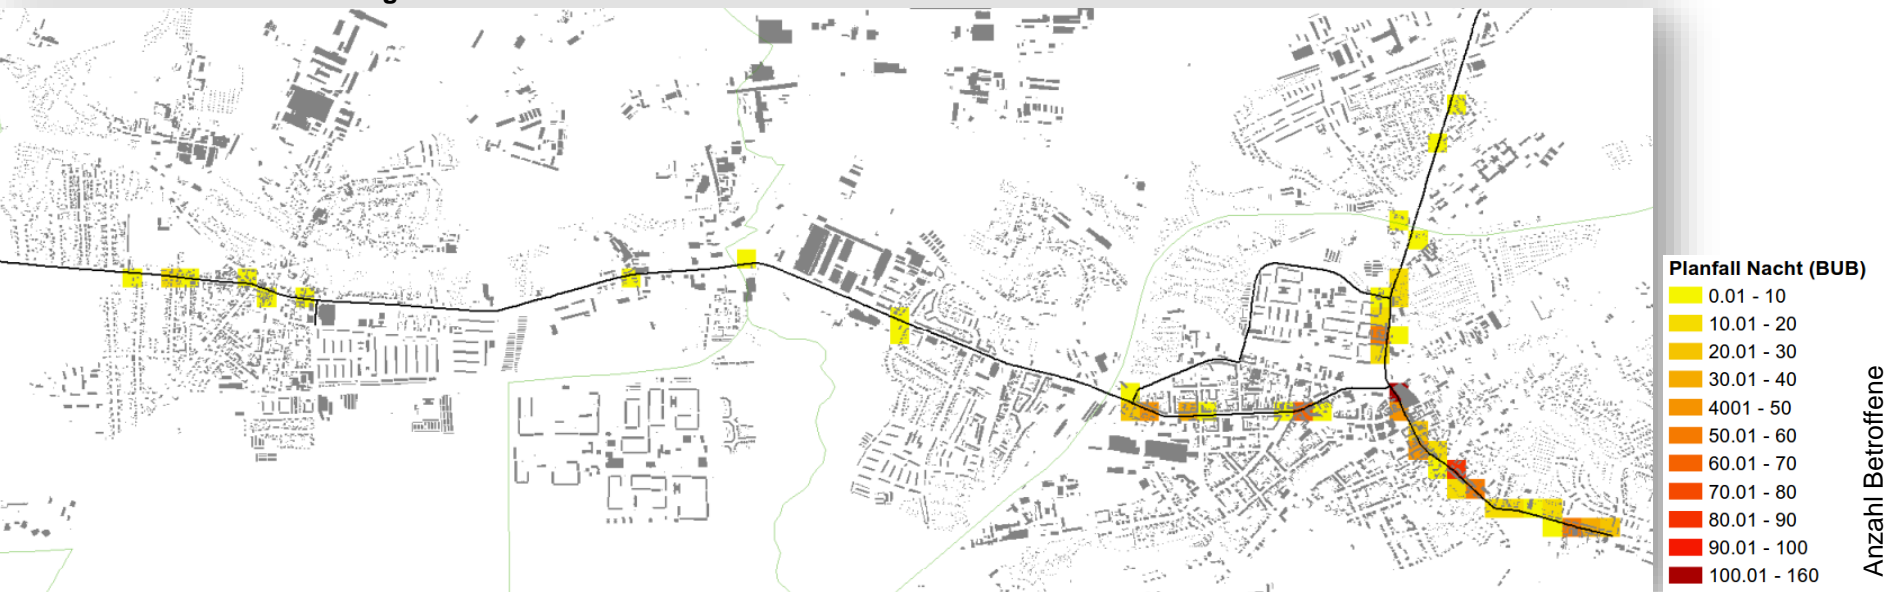 Planfall Nacht (BUB)
0.01 - 10
10.01 - 20
20.01 - 30
30.01 - 40
4001 - 50
50.01 - 60
60.01 - 70
70.01 - 80
80.01 - 90
90.01 - 100
100.01 - 160
Anzahl Betroffene